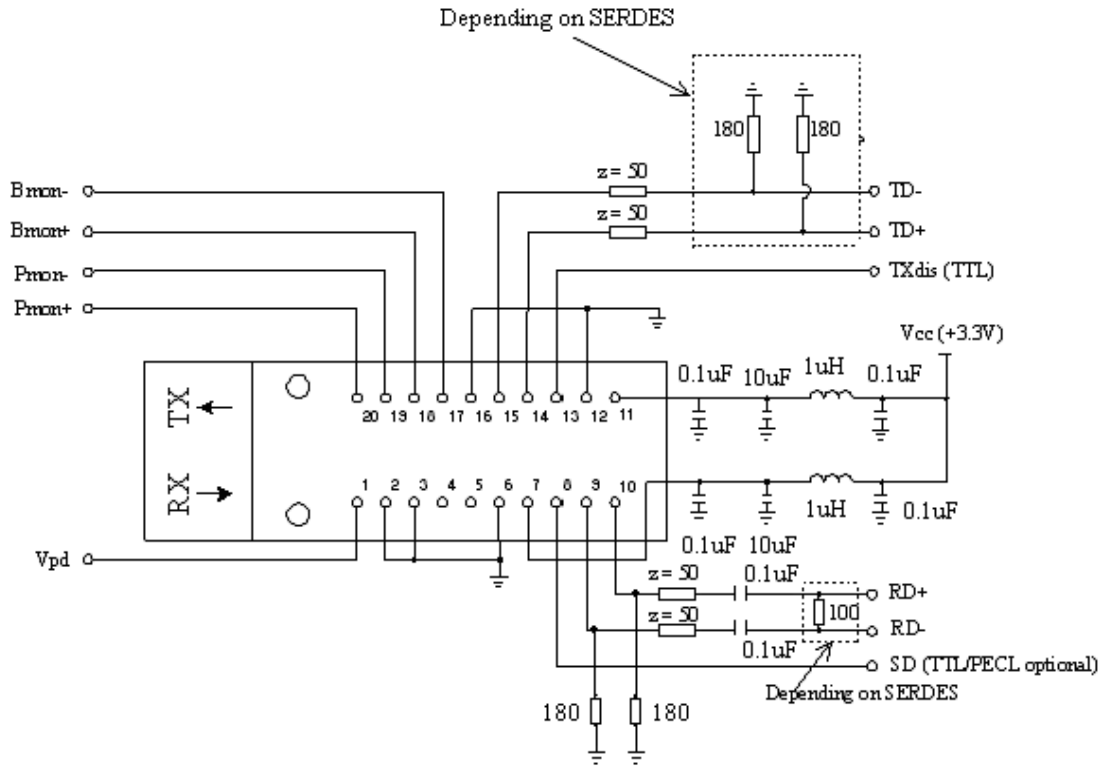 Depending on SERDES
180 180
z = 50
Bmon- TD-
z = 50
Bmon+ TD+
Pmon- TXdis (TTL)
Pmon+
Vcc (+3.3V)
0.1uF 10uF 1uH 0.1uF
TX
20 19 18 17 16 15 14 13 12 11
RX
1 2 3 4 5 6 7 8 9 10
1uH 0.1uF
0.1uF 10uF
Vpd
z = 50 0.1uF
RD+
z = 50 100
RD-
0.1uF
SD (TTL/PECL optional)
Depending on SERDES
180 180